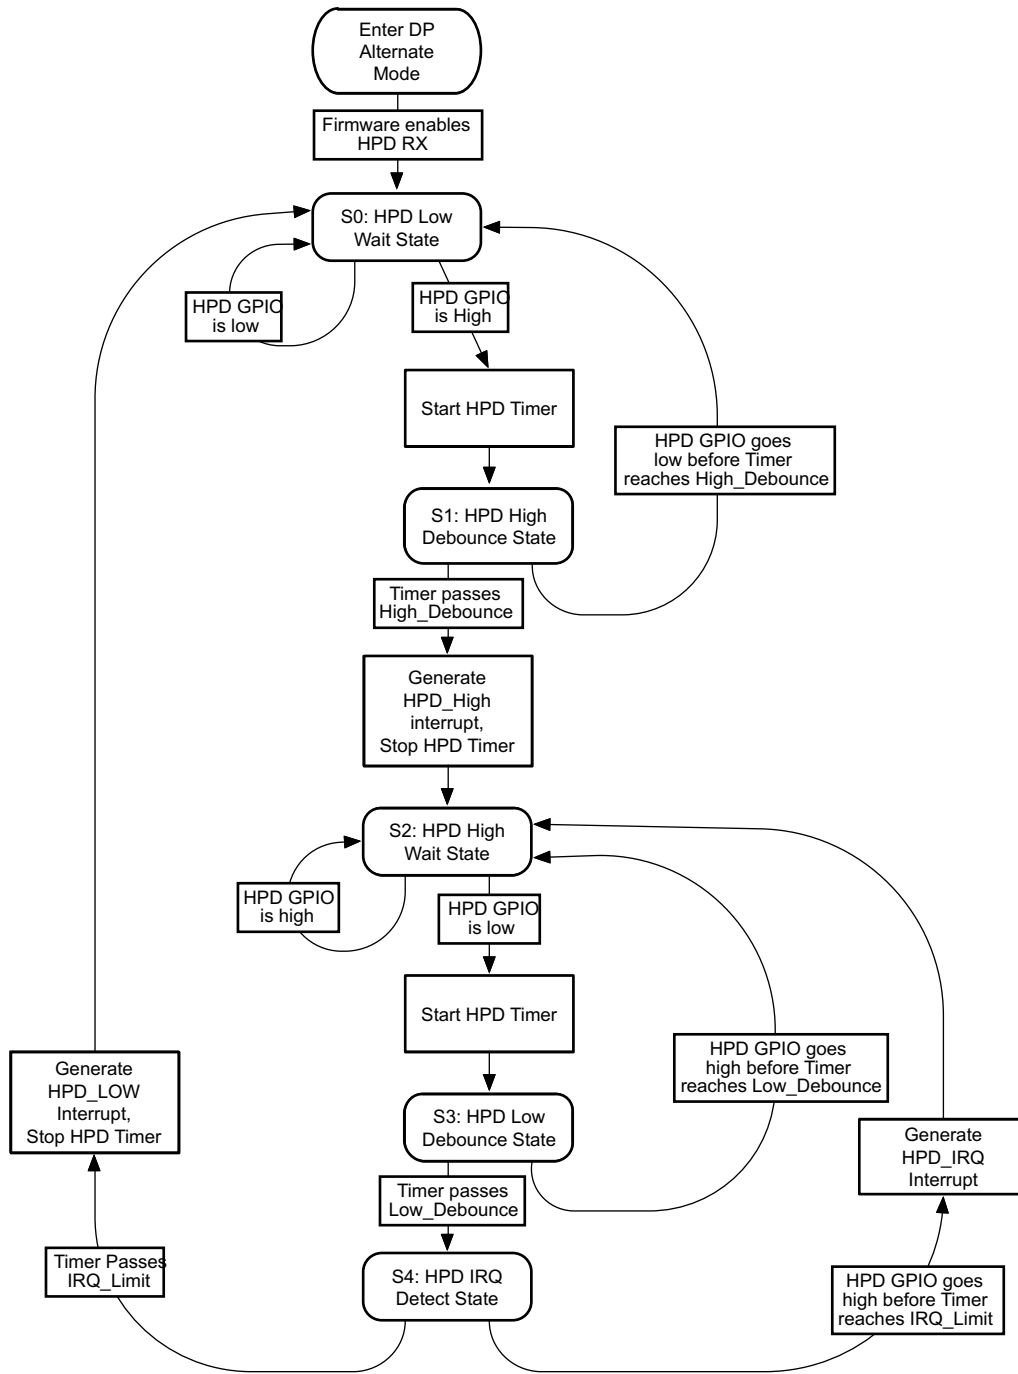 Enter DP
Alternate
Mode
Firmware enables
HPD RX
S0: HPD Low
Wait State
HPD GPIO
is low
HPD GPIO
is High
Start HPD Timer
HPD GPIO goes
low before Timer
reaches High_Debounce
S1: HPD High
Debounce State
Timer passes
High_Debounce
Generate
HPD_High
interrupt,
Stop HPD Timer
S2: HPD High
Wait State
HPD GPIO
is high
HPD GPIO
is low
Start HPD Timer
HPD GPIO goes
high before Timer
reaches Low_Debounce
Generate
HPD_LOW
Interrupt,
Stop HPD Timer
S3: HPD Low
Debounce State
Generate
HPD_IRQ
Interrupt
Timer passes
Low_Debounce
Timer Passes
IRQ_Limit
S4: HPD IRQ
Detect State
HPD GPIO goes
high before Timer
reaches IRQ_Limit